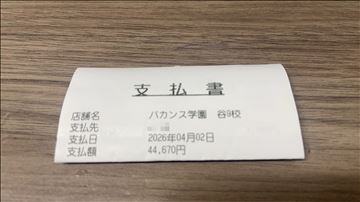 支払書
店舗名 バカンス学園 谷9校
支払先
支払日 2026年04月02日
支払額 44,670円